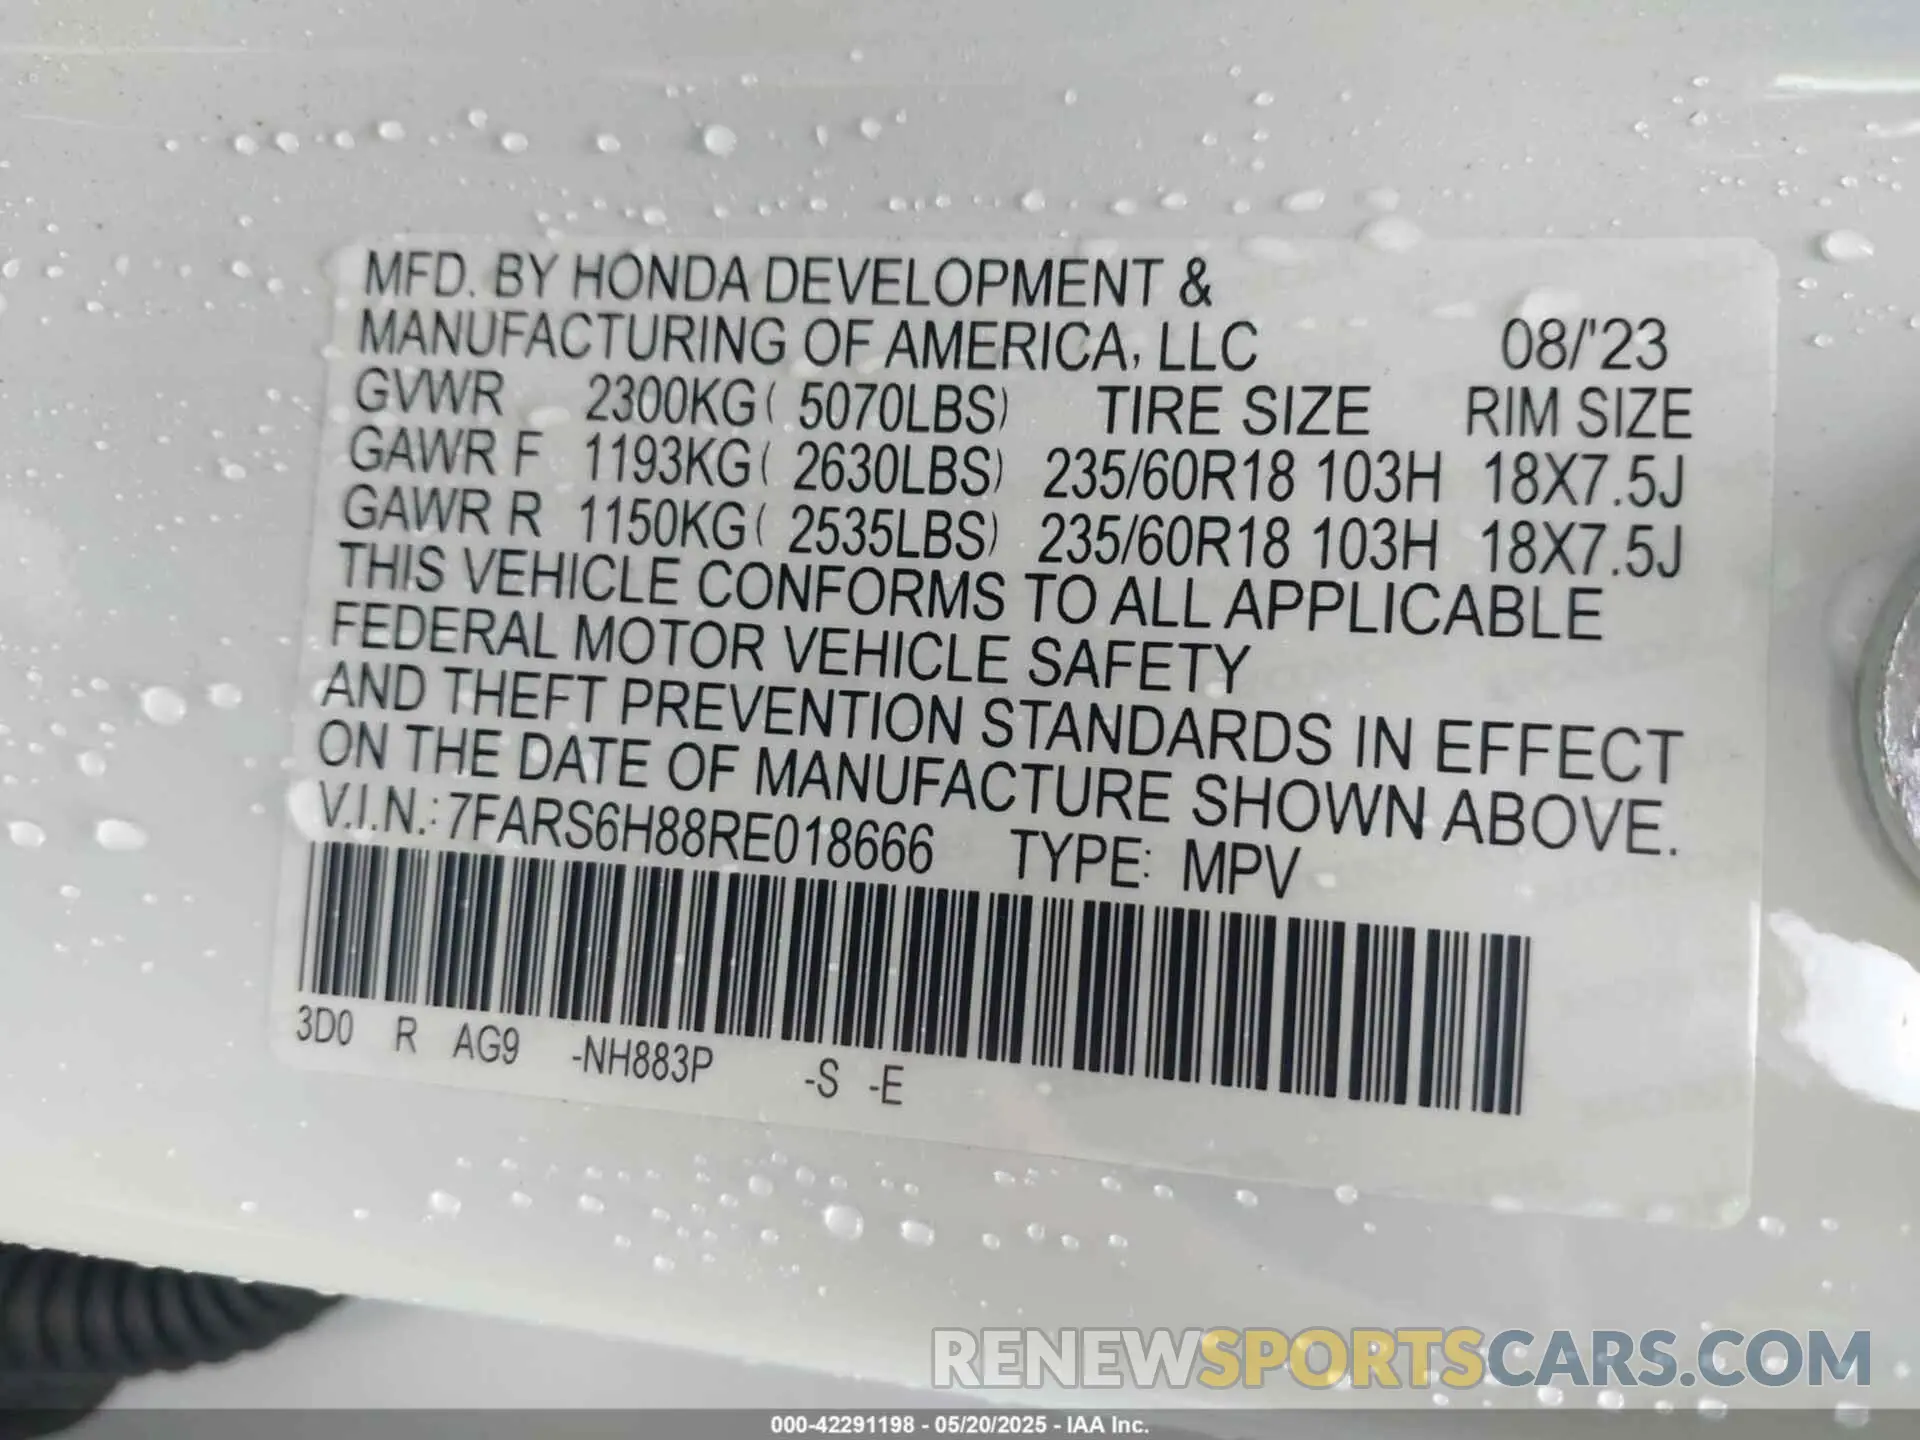 MFD. BY HONDA DEVELOPMENT &
MANUFACTURING OF AMERICA, LLC 08/'23
GVWR 2300KG( 5070LBS) TIRE SIZE RIM SIZE
GAWR F 1193KG( 2630LBS) 235/60R18 103H 18X7.5J
GAWR R 1150KG( 2535LBS) 235/60R18 103H 18X7.5J
THIS VEHICLE CONFORMS TO ALL APPLICABLE
FEDERAL MOTOR VEHICLE SAFETY
AND THEFT PREVENTION STANDARDS IN EFFECT
ON THE DATE OF MANUFACTURE SHOWN ABOVE.
V.I.N.: 7FARS6H88RE018666 TYPE: MPV
3D0 R AG9 -NH883P -S -E
RENEWSPORTSCARS.COM
000-42291198 - 05/20/2025 - IAA Inc.